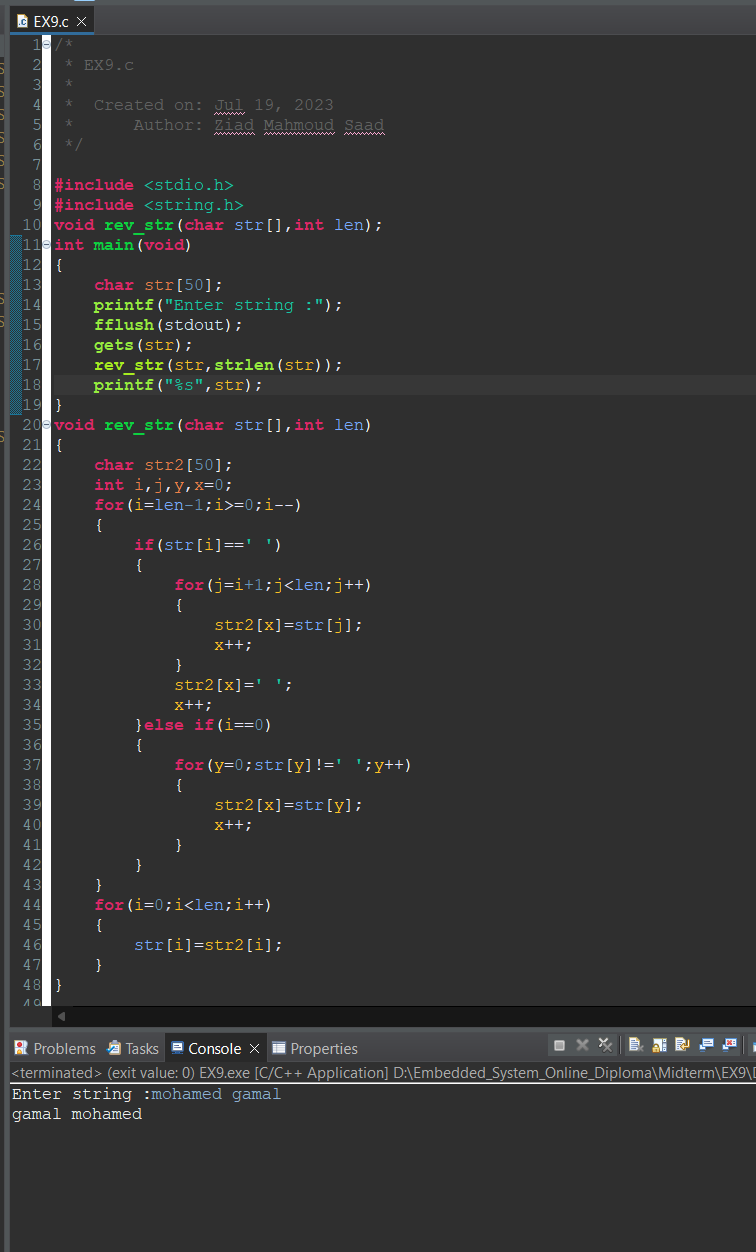 EX9.c
1 /*
2  * EX9.c
3  *
4  *  Created on: Jul 19, 2023
5  *      Author: Ziad Mahmoud Saad
6  */
7
8 #include <stdio.h>
9 #include <string.h>
10 void rev_str(char str[],int len);
11 int main(void)
12 {
13     char str[50];
14     printf("Enter string :");
15     fflush(stdout);
16     gets(str);
17     rev_str(str,strlen(str));
18     printf("%s",str);
19 }
20 void rev_str(char str[],int len)
21 {
22     char str2[50];
23     int i,j,y,x=0;
24     for(i=len-1;i>=0;i--)
25     {
26         if(str[i]==' ')
27         {
28             for(j=i+1;j<len;j++)
29             {
30                 str2[x]=str[j];
31                 x++;
32             }
33             str2[x]=' ';
34             x++;
35         }else if(i==0)
36         {
37             for(y=0;str[y]!=' ';y++)
38             {
39                 str2[x]=str[y];
40                 x++;
41             }
42         }
43     }
44     for(i=0;i<len;i++)
45     {
46         str[i]=str2[i];
47     }
48 }
49
Problems Tasks Console Properties
<terminated> (exit value: 0) EX9.exe [C/C++ Application] D:\Embedded_System_Online_Diploma\Midterm\EX9\
Enter string :mohamed gamal
gamal mohamed